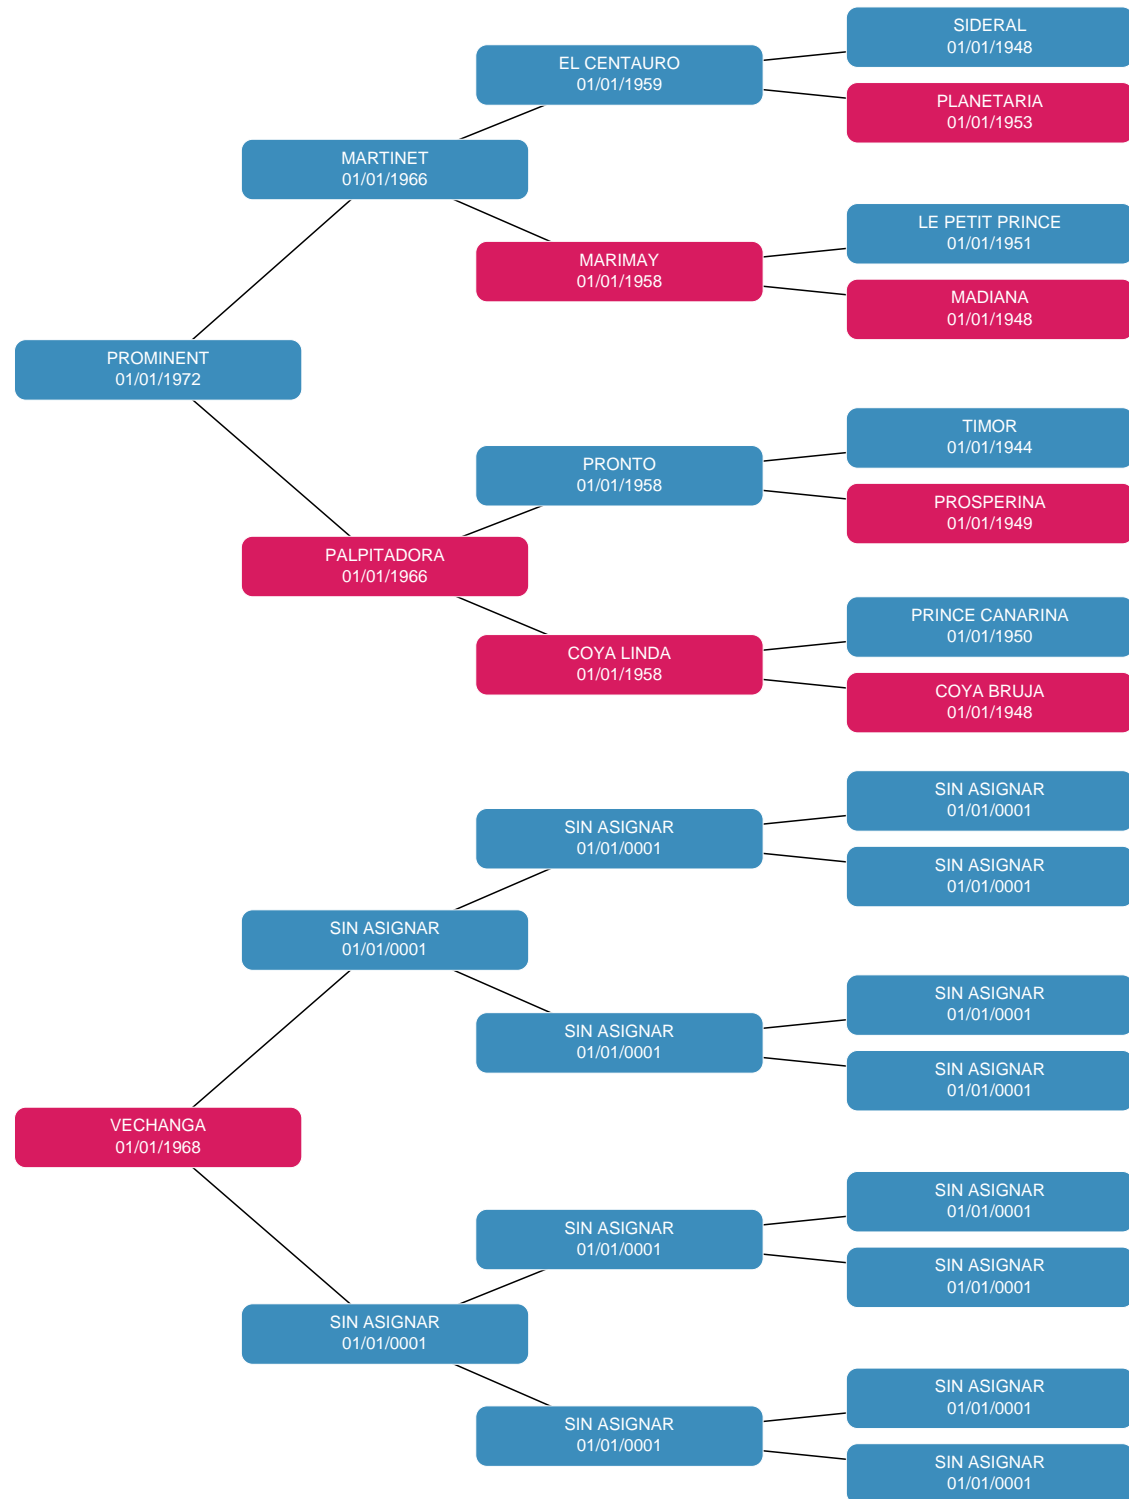 SIDERAL
01/01/1948
EL CENTAURO
01/01/1959
PLANETARIA
01/01/1953
MARTINET
01/01/1966
LE PETIT PRINCE
01/01/1951
MARIMAY
01/01/1958
MADIANA
01/01/1948
PROMINENT
01/01/1972
TIMOR
01/01/1944
PRONTO
01/01/1958
PROSPERINA
01/01/1949
PALPITADORA
01/01/1966
PRINCE CANARINA
01/01/1950
COYA LINDA
01/01/1958
COYA BRUJA
01/01/1948
SIN ASIGNAR
01/01/0001
SIN ASIGNAR
01/01/0001
SIN ASIGNAR
01/01/0001
SIN ASIGNAR
01/01/0001
SIN ASIGNAR
01/01/0001
SIN ASIGNAR
01/01/0001
SIN ASIGNAR
01/01/0001
VECHANGA
01/01/1968
SIN ASIGNAR
01/01/0001
SIN ASIGNAR
01/01/0001
SIN ASIGNAR
01/01/0001
SIN ASIGNAR
01/01/0001
SIN ASIGNAR
01/01/0001
SIN ASIGNAR
01/01/0001
SIN ASIGNAR
01/01/0001